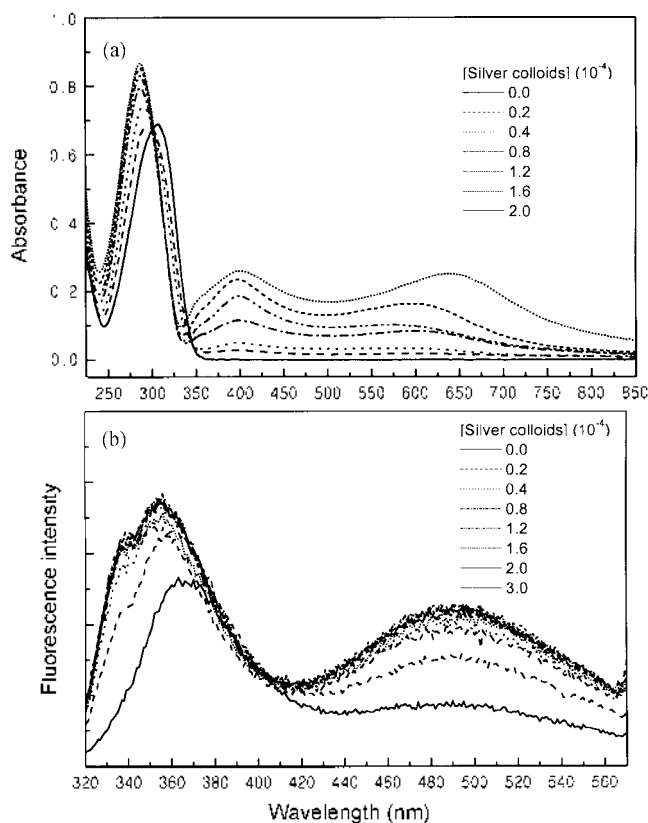 (a)
1.0
0.8
0.6
0.4
0.2
0.0
Absorbance
[Silver colloids] (10-4)
0.0
0.2
0.4
0.8
1.2
1.6
2.0
250 300 350 400 450 500 550 600 650 700 750 800 850
(b)
Fluorescence intensity
[Silver colloids] (10-4)
0.0
0.2
0.4
0.8
1.2
1.6
2.0
3.0
320 340 360 380 400 420 440 460 480 500 520 540 560
Wavelength (nm)